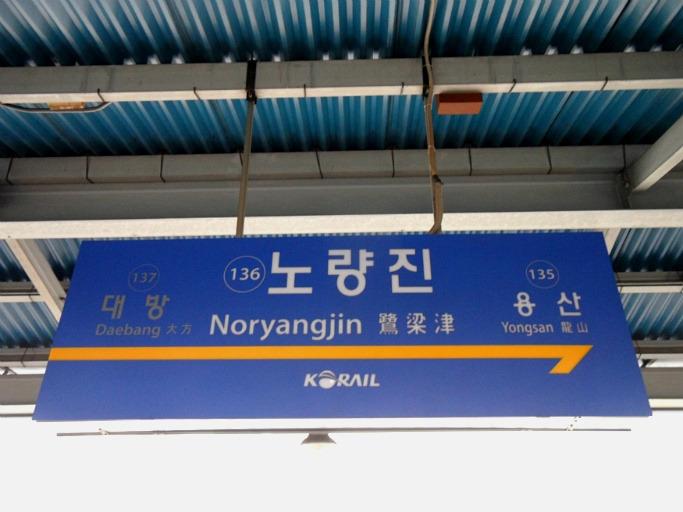 137
대방
Daebang 大方
136 노량진
Noryangjin 鷺梁津
135
용산
Yongsan 龍山
KORAIL